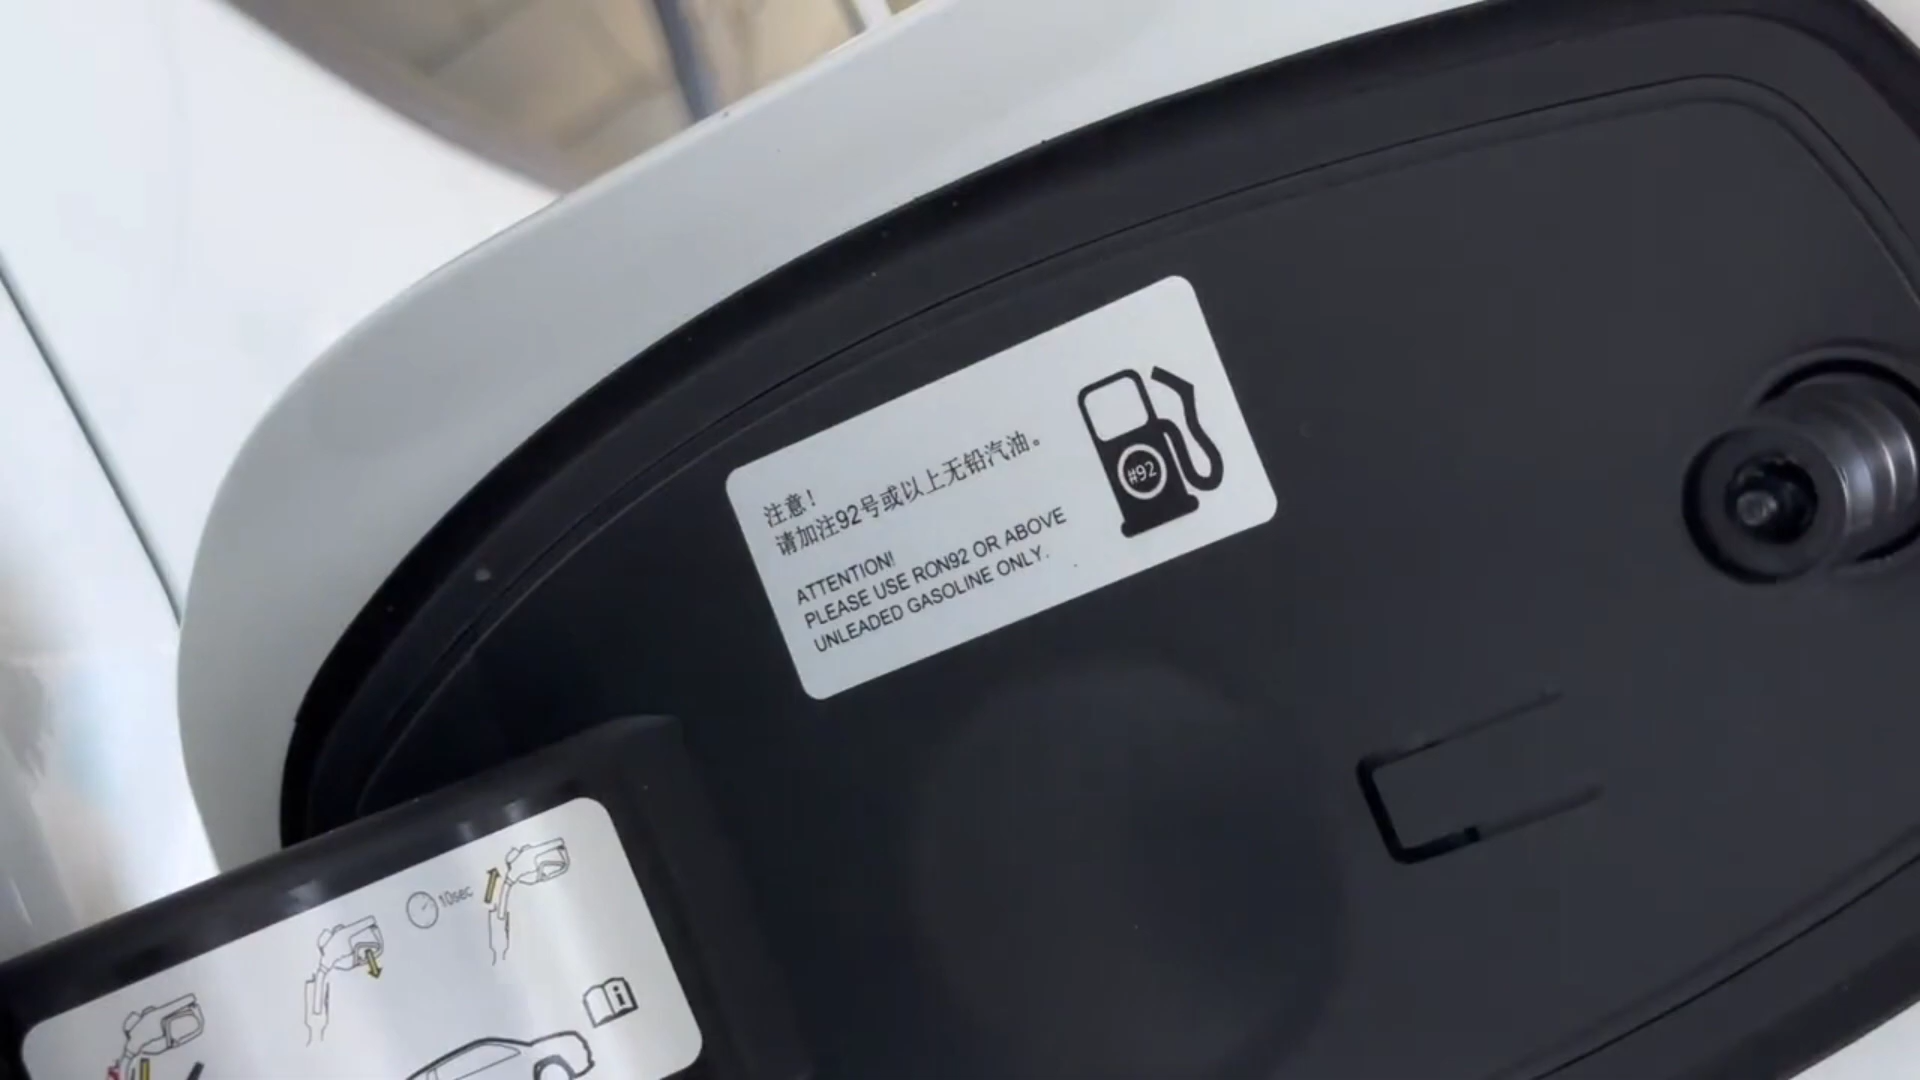 注意！
请加注92号或以上无铅汽油。
ATTENTION!
PLEASE USE RON92 OR ABOVE
UNLEADED GASOLINE ONLY.
#92
10sec
i